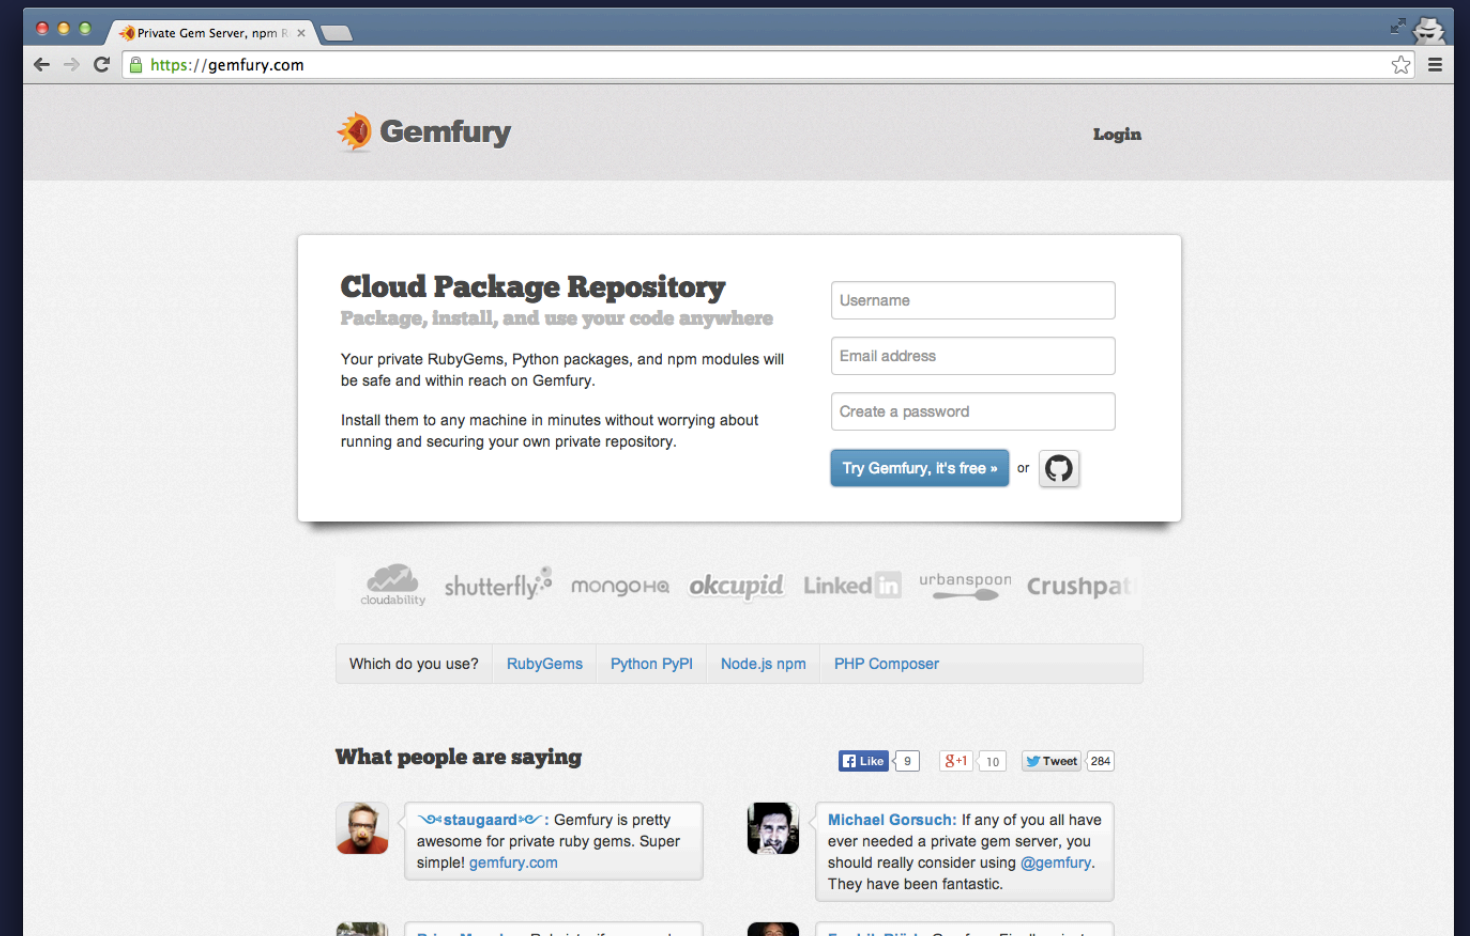 Private Gem Server, npm R
https://gemfury.com
Gemfury
Login
Cloud Package Repository
Package, install, and use your code anywhere
Your private RubyGems, Python packages, and npm modules will
be safe and within reach on Gemfury.
Install them to any machine in minutes without worrying about
running and securing your own private repository.
Username
Email address
Create a password
Try Gemfury, it's free »
or
cloudability
shutterfly
mongoHQ
okcupid
Linked in
urbanspoon
Crushpat
Which do you use?
RubyGems
Python PyPI
Node.js npm
PHP Composer
What people are saying
Like 9
g+1 10
Tweet 284
staugaard: Gemfury is pretty
awesome for private ruby gems. Super
simple! gemfury.com
Michael Gorsuch: If any of you all have
ever needed a private gem server, you
should really consider using @gemfury.
They have been fantastic.